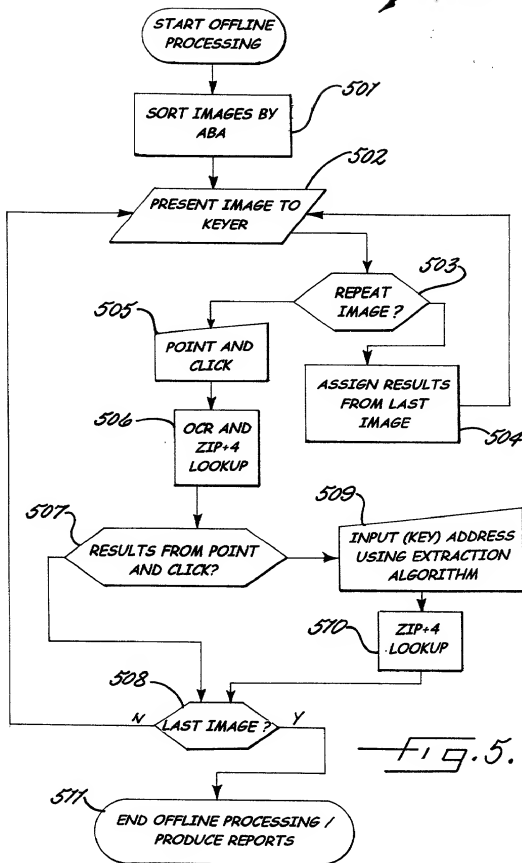 START OFFLINE
PROCESSING
501
SORT IMAGES BY
ABA
502
PRESENT IMAGE TO
KEYER
503
REPEAT
IMAGE ?
505
POINT AND
CLICK
ASSIGN RESULTS
FROM LAST
IMAGE
504
506
OCR AND
ZIP+4
LOOKUP
507
RESULTS FROM POINT
AND CLICK?
509
INPUT (KEY) ADDRESS
USING EXTRACTION
ALGORITHM
510
ZIP+4
LOOKUP
508
N
LAST IMAGE ?
Y
Fig. 5.
511
END OFFLINE PROCESSING /
PRODUCE REPORTS